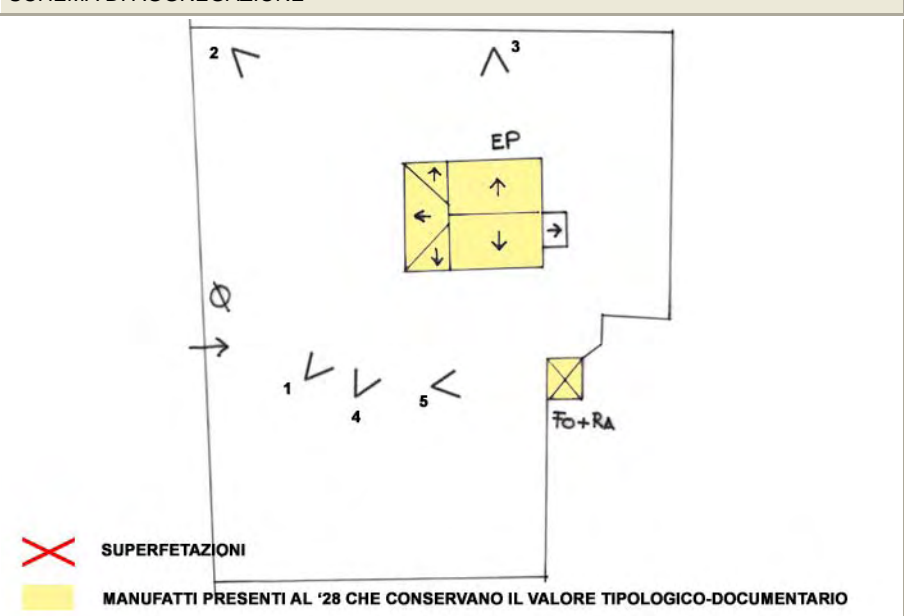 2
3
EP
Ø
1
4
5
FO+RA
SUPERFETAZIONI
MANUFATTI PRESENTI AL '28 CHE CONSERVANO IL VALORE TIPOLOGICO-DOCUMENTARIO